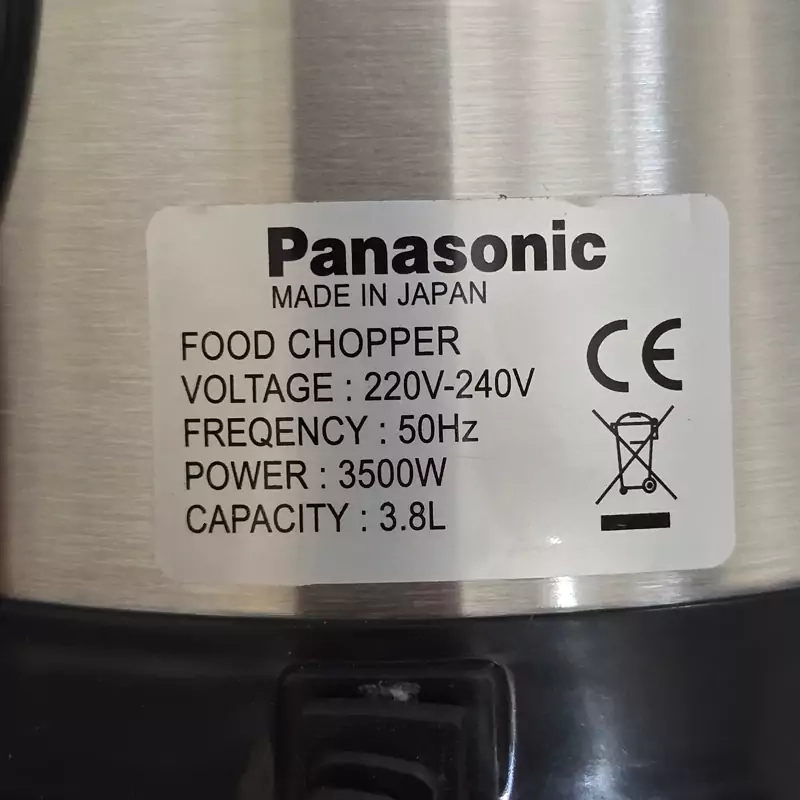 Panasonic
MADE IN JAPAN
FOOD CHOPPER
VOLTAGE : 220V-240V
FREQENCY : 50Hz
POWER : 3500W
CAPACITY : 3.8L
CE